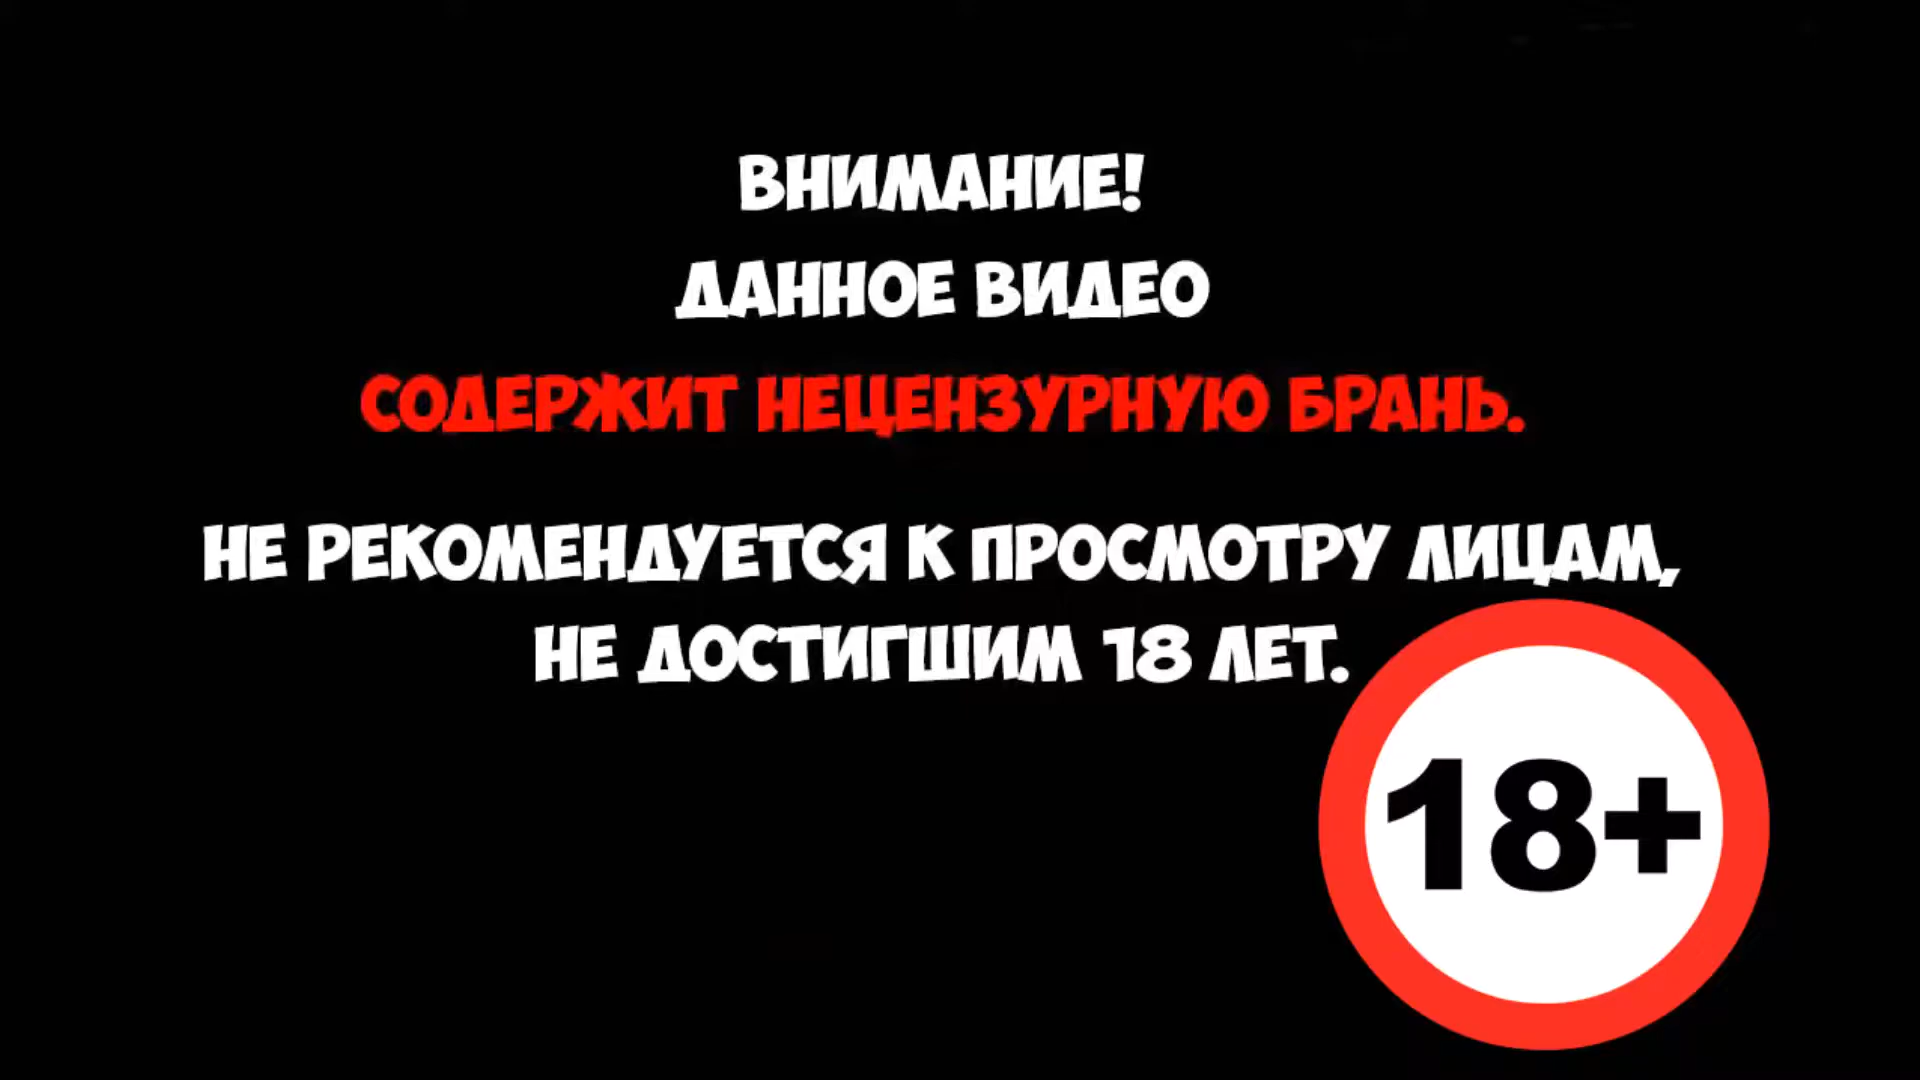 ВНИМАНИЕ!
ДАННОЕ ВИДЕО
СОДЕРЖИТ НЕЦЕНЗУРНУЮ БРАНЬ.
НЕ РЕКОМЕНДУЕТСЯ К ПРОСМОТРУ ЛИЦАМ,
НЕ ДОСТИГШИМ 18 ЛЕТ.
18+